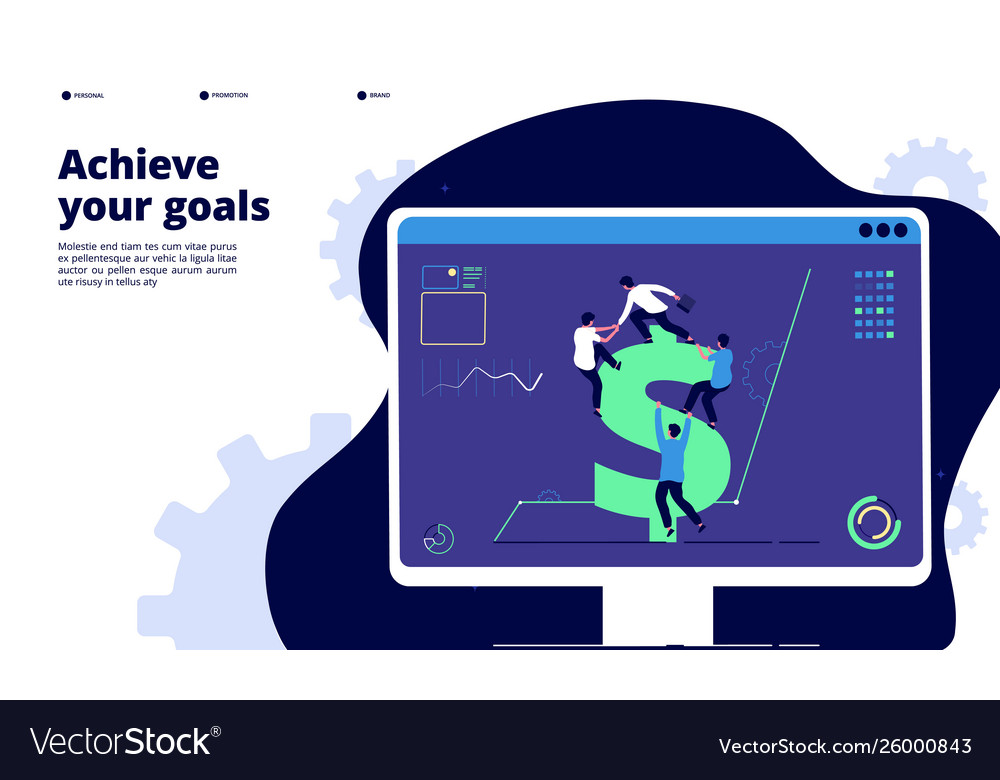 PERSONAL
PROMOTION
BRAND
Achieve
your goals
Molestie end tiam tes cum vitae purus
ex pellentesque aur vehic la ligula litae
auctor ou pellen esque aurum aurum
ute risusy in tellus aty
VectorStock®
VectorStock.com/26000843